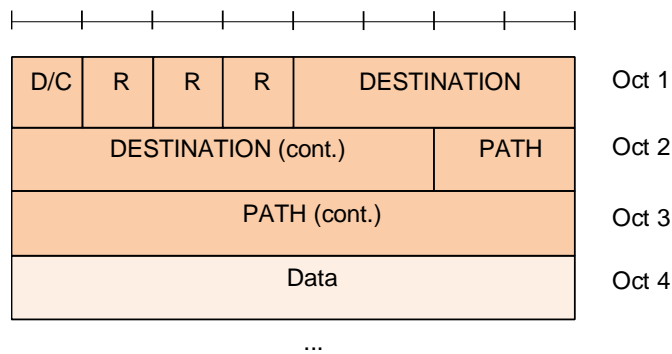 D/C R R R DESTINATION Oct 1
DESTINATION (cont.) PATH Oct 2
PATH (cont.) Oct 3
Data Oct 4
...